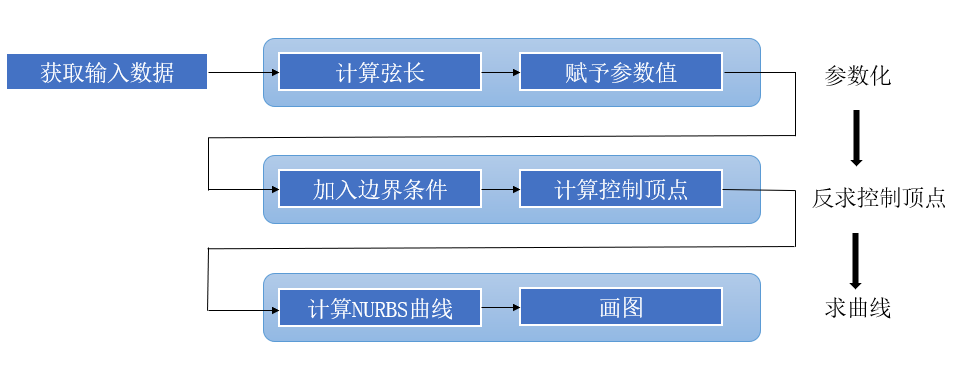 获取输入数据
计算弦长
赋予参数值
参数化
加入边界条件
计算控制顶点
反求控制顶点
计算NURBS曲线
画图
求曲线